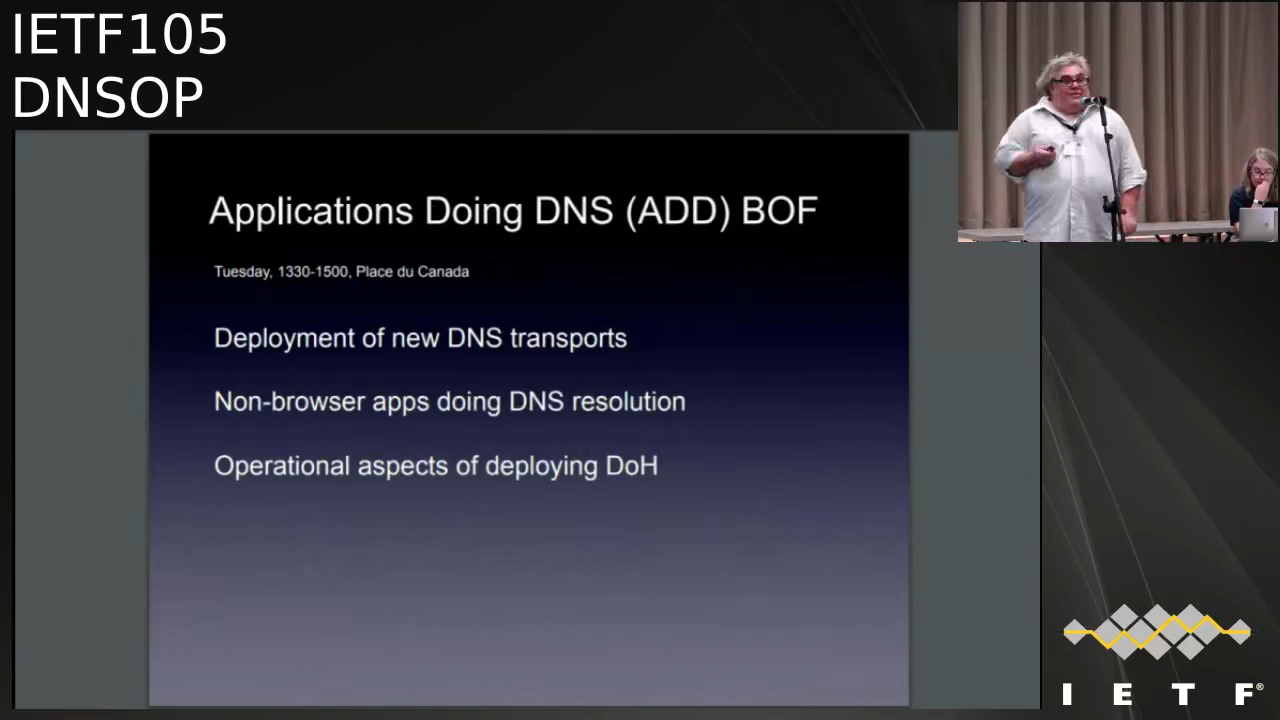 IETF105
DNSOP
Applications Doing DNS (ADD) BOF
Tuesday, 1330-1500, Place du Canada
Deployment of new DNS transports
Non-browser apps doing DNS resolution
Operational aspects of deploying DoH
I E T F®